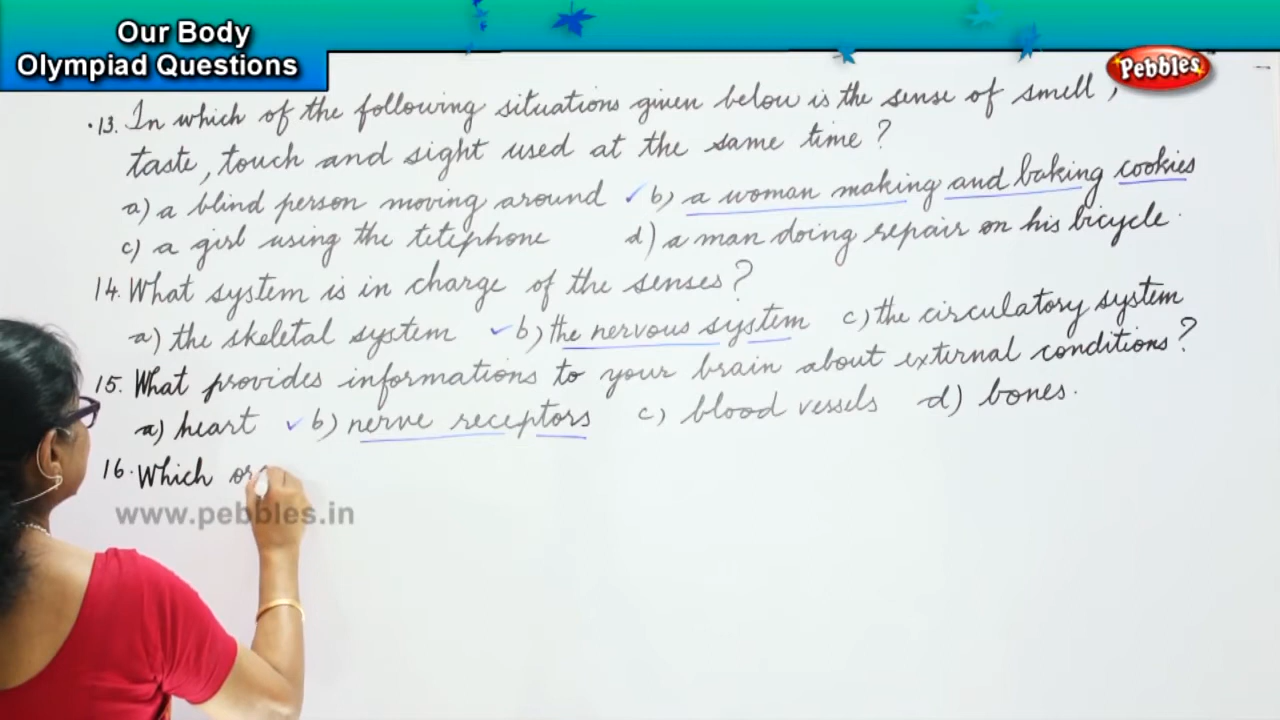 Our Body
Olympiad Questions
Pebbles
13. In which of the following situations given below is the sense of smell,
taste, touch and sight used at the same time?
a) a blind person moving around b) a woman making and baking cookies
c) a girl using the tetephone d) a man doing repair on his bicycle.
14. What system is in charge of the senses?
a) the skeletal system b) the nervous system c) the circulatory system
15. What provides informations to your brain about external conditions?
a) heart b) nerve receptors c) blood vessels d) bones.
16. Which
www.pebbles.in